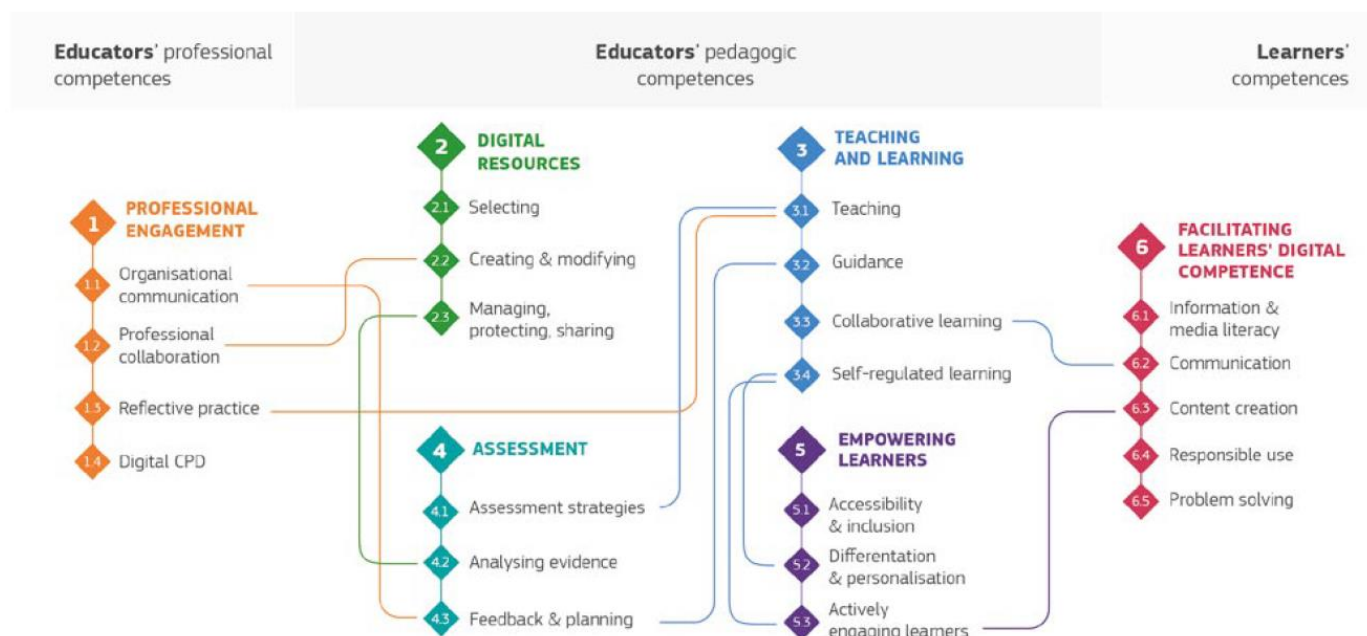 Educators' professional
competences
Educators' pedagogic
competences
Learners'
competences
1
PROFESSIONAL
ENGAGEMENT
1.1
Organisational
communication
1.2
Professional
collaboration
1.3
Reflective practice
1.4
Digital CPD
2
DIGITAL
RESOURCES
2.1
Selecting
2.2
Creating & modifying
2.3
Managing,
protecting, sharing
3
TEACHING
AND LEARNING
3.1
Teaching
3.2
Guidance
3.3
Collaborative learning
3.4
Self-regulated learning
4
ASSESSMENT
4.1
Assessment strategies
4.2
Analysing evidence
4.3
Feedback & planning
5
EMPOWERING
LEARNERS
5.1
Accessibility
& inclusion
5.2
Differentation
& personalisation
5.3
Actively
engaging learners
6
FACILITATING
LEARNERS' DIGITAL
COMPETENCE
6.1
Information &
media literacy
6.2
Communication
6.3
Content creation
6.4
Responsible use
6.5
Problem solving